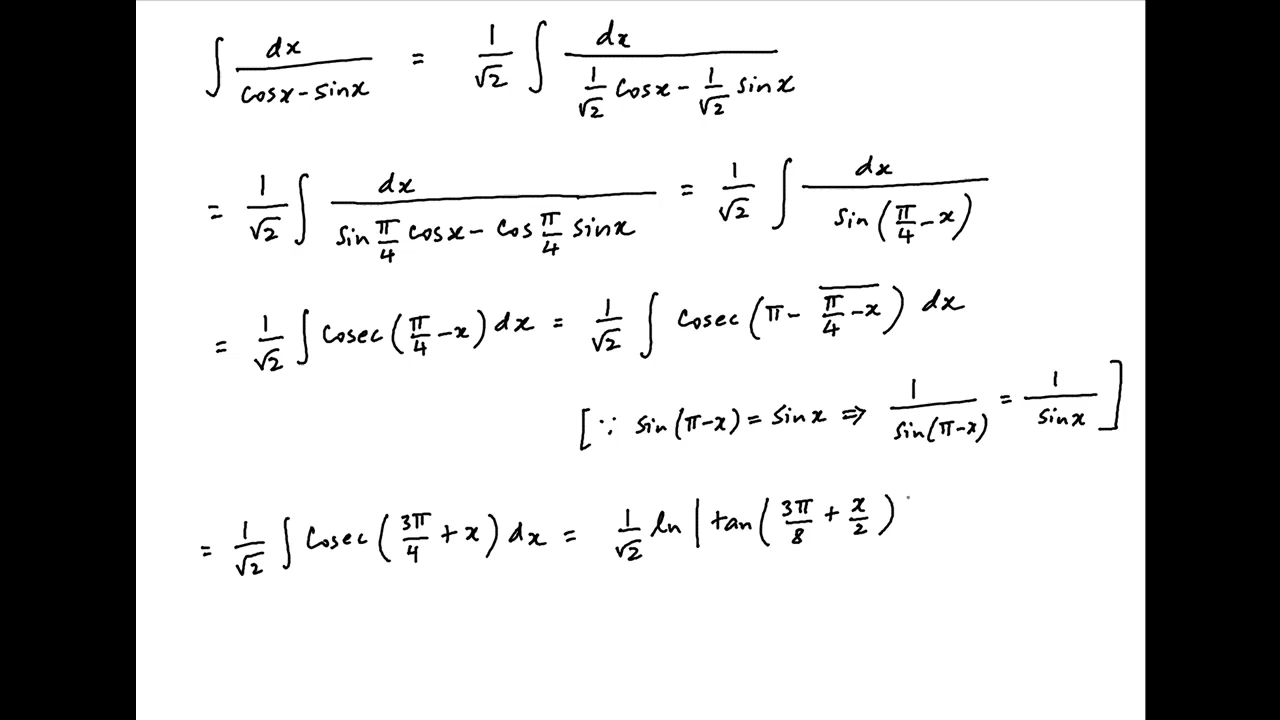 ∫ dx/(cosx - sinx) = 1/√2 ∫ dx/(1/√2 cosx - 1/√2 sinx)
= 1/√2 ∫ dx/(sin π/4 cosx - cos π/4 sinx) = 1/√2 ∫ dx/sin(π/4 - x)
= 1/√2 ∫ cosec(π/4 - x) dx = 1/√2 ∫ cosec(π - \overline{π/4 - x}) dx
[∵ sin(π-x) = sinx ⇒ 1/sin(π-x) = 1/sinx]
= 1/√2 ∫ cosec(3π/4 + x) dx = 1/√2 ln |tan(3π/8 + x/2)